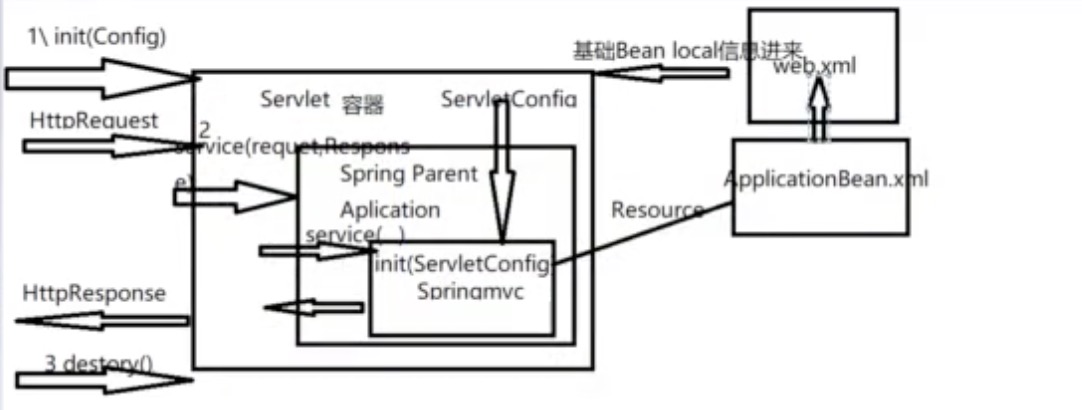 1\ init(Config)
基础Bean local信息进来
web.xml
Servlet 容器
ServletConfig
HttpRequest
2
service(requet,Respons
e)
Spring Parent
Aplication
ApplicationBean.xml
Resource
service( )
init(ServletConfig
Springmvc
HttpResponse
3 destory()